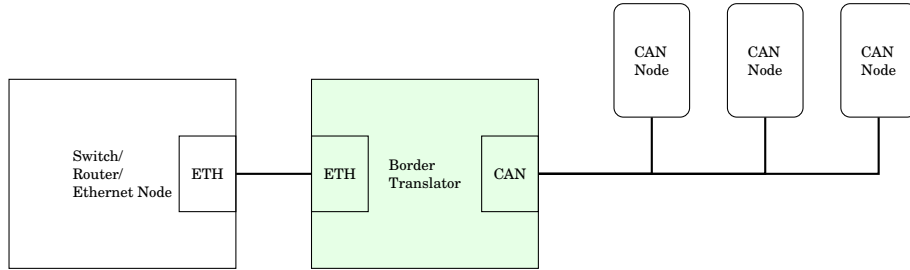 Switch/
Router/
Ethernet Node
ETH
ETH
Border
Translator
CAN
CAN
Node
CAN
Node
CAN
Node